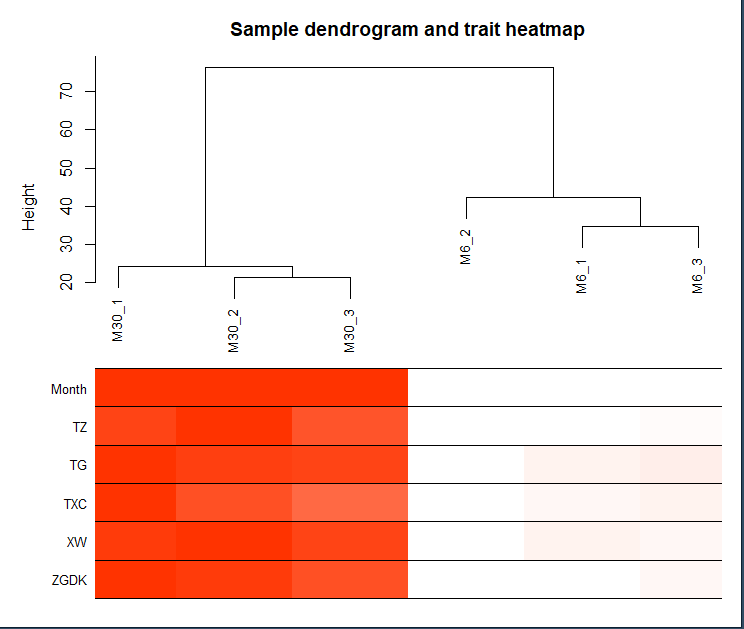 Sample dendrogram and trait heatmap
Height
70
60
50
40
30
20
M30_1
M30_2
M30_3
M6_2
M6_1
M6_3
Month
TZ
TG
TXC
XW
ZGDK